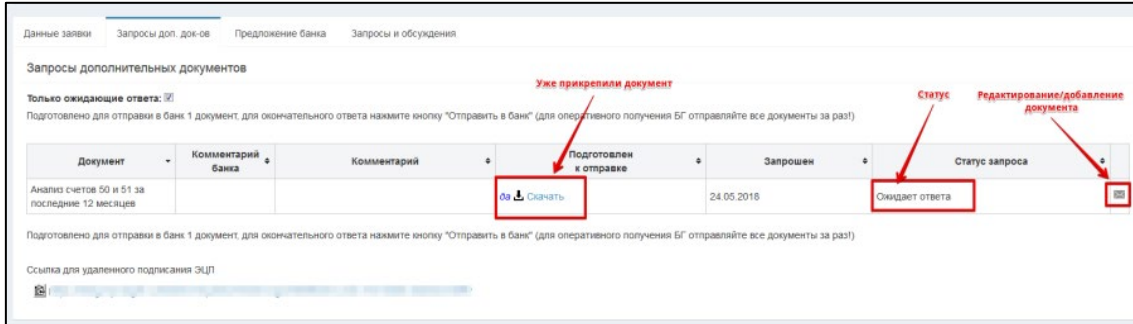 Данные заявки Запросы доп. док-ов Предложение банка Запросы и обсуждения
Запросы дополнительных документов
Уже прикрепили документ
Статус
Редактирование/добавление
документа
Только ожидающие ответа:
Подготовлено для отправки в банк 1 документ, для окончательного ответа нажмите кнопку "Отправить в банк" (для оперативного получения БГ отправляйте все документы за раз!)
Документ
Комментарий
банка
Комментарий
Подготовлен
к отправке
Запрошен
Статус запроса
Анализ счетов 50 и 51 за
последние 12 месяцев
да Скачать
24.05.2018
Ожидает ответа
Подготовлено для отправки в банк 1 документ, для окончательного ответа нажмите кнопку "Отправить в банк" (для оперативного получения БГ отправляйте все документы за раз!)
Ссылка для удаленного подписания ЭЦП